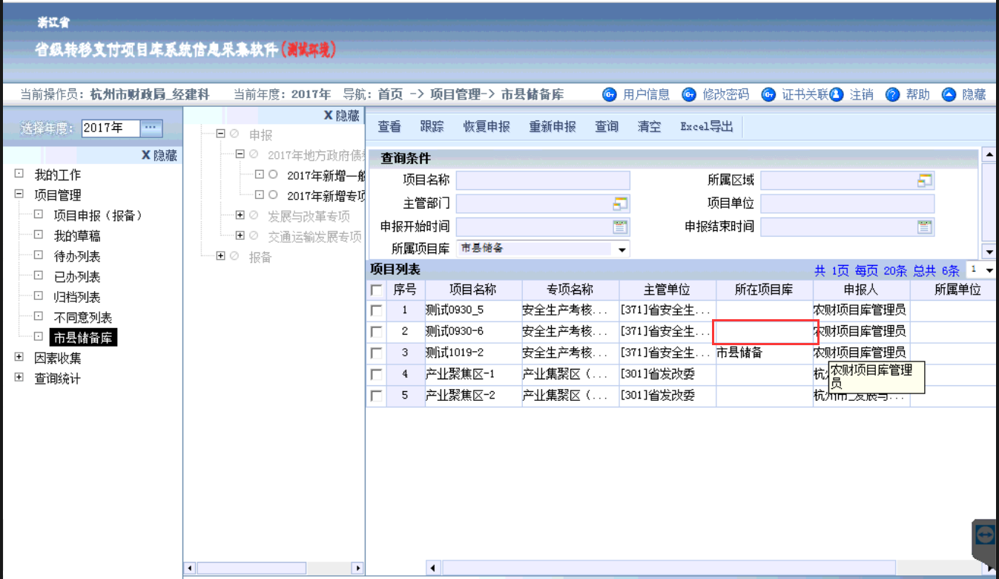 浙江省
省级转移支付项目库系统信息采集软件(测试环境)
当前操作员: 杭州市财政局_经建科 当前年度: 2017年 导航: 首页 -> 项目管理-> 市县储备库 用户信息 修改密码 证书关联 注销 帮助 隐藏
选择年度: 2017年 ...
X 隐藏
我的工作
项目管理
项目申报（报备）
我的草稿
待办列表
已办列表
归档列表
不同意列表
市县储备库
因素收集
查询统计
X 隐藏
申报
2017年地方政府债
2017年新增一般
2017年新增专项
发展与改革专项
交通运输发展专项
报备
查看 跟踪 恢复申报 重新申报 查询 清空 Excel导出
查询条件
项目名称 所属区域
主管部门 项目单位
申报开始时间 申报结束时间
所属项目库 市县储备
项目列表 共 1页 每页 20条 总共 6条 1
序号 项目名称 专项名称 主管单位 所在项目库 申报人 所属单位
1 测试0930_5 安全生产考核... [371]省安全生... 农财项目库管理员
2 测试0930-6 安全生产考核... [371]省安全生... 农财项目库管理员
3 测试1019-2 安全生产考核... [371]省安全生... 市县储备 农财项目库管理员
4 产业聚焦区-1 产业集聚区（... [301]省发改委 杭
农财项目库管理
员
5 产业聚焦区-2 产业集聚区（... [301]省发改委 杭州市_发展与...